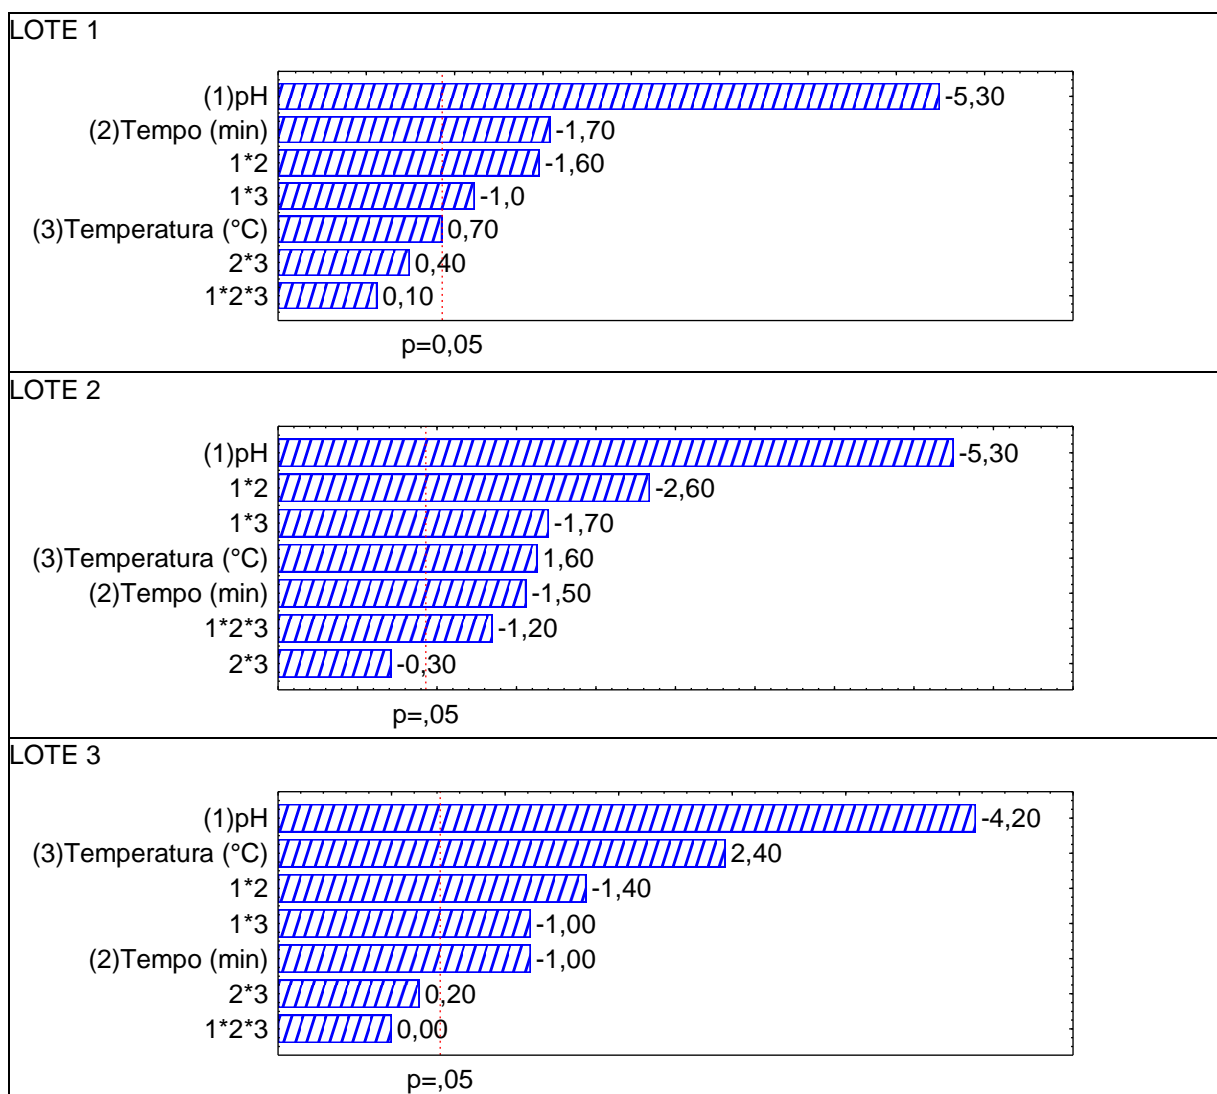 LOTE 1
(1)pH -5,30
(2)Tempo (min) -1,70
1*2 -1,60
1*3 -1,0
(3)Temperatura (°C) 0,70
2*3 0,40
1*2*3 0,10
p=0,05
LOTE 2
(1)pH -5,30
1*2 -2,60
1*3 -1,70
(3)Temperatura (°C) 1,60
(2)Tempo (min) -1,50
1*2*3 -1,20
2*3 -0,30
p=,05
LOTE 3
(1)pH -4,20
(3)Temperatura (°C) 2,40
1*2 -1,40
1*3 -1,00
(2)Tempo (min) -1,00
2*3 0,20
1*2*3 0,00
p=,05